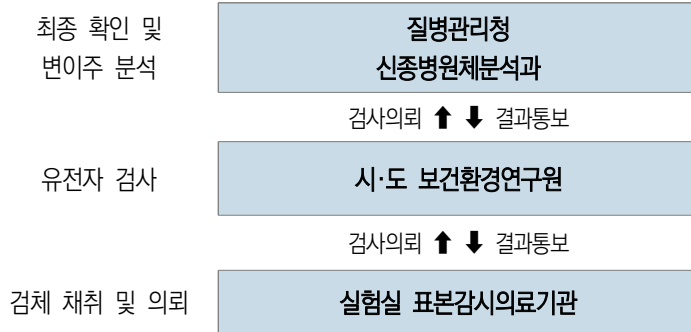 최종 확인 및
변이주 분석
질병관리청
신종병원체분석과
검사의뢰 ⬆ ⬇ 결과통보
유전자 검사
시·도 보건환경연구원
검사의뢰 ⬆ ⬇ 결과통보
검체 채취 및 의뢰
실험실 표본감시의료기관